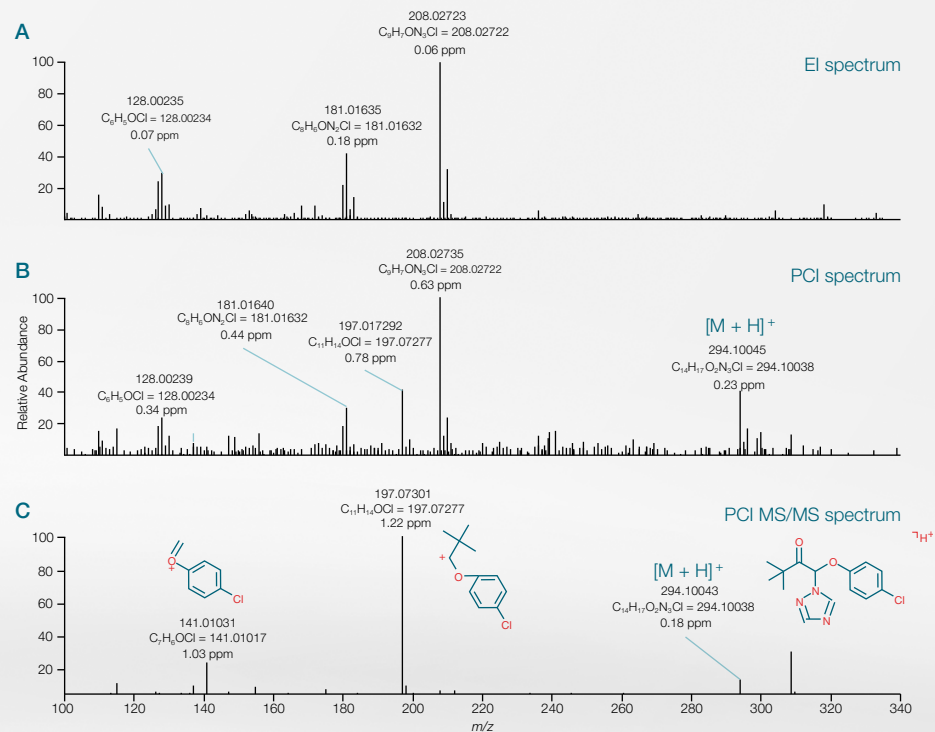 A
208.02723
C₉H₇ON₃Cl = 208.02722
0.06 ppm
EI spectrum
128.00235
C₆H₅OCl = 128.00234
0.07 ppm
181.01635
C₈H₆ON₂Cl = 181.01632
0.18 ppm
100
80
60
40
20
B
208.02735
C₉H₇ON₃Cl = 208.02722
0.63 ppm
PCI spectrum
181.01640
C₈H₆ON₂Cl = 181.01632
0.44 ppm
197.017292
C₁₁H₁₄OCl = 197.07277
0.78 ppm
[M + H]⁺
294.10045
C₁₄H₁₇O₂N₃Cl = 294.10038
0.23 ppm
128.00239
C₆H₅OCl = 128.00234
0.34 ppm
100
80
60
40
20
Relative Abundance
C
197.07301
C₁₁H₁₄OCl = 197.07277
1.22 ppm
PCI MS/MS spectrum
141.01031
C₇H₆OCl = 141.01017
1.03 ppm
[M + H]⁺
294.10043
C₁₄H₁₇O₂N₃Cl = 294.10038
0.18 ppm
O
+
Cl
+
O
Cl
O
O
N
N
N
Cl
H⁺
100
80
60
40
20
100 120 140 160 180 200 220 240 260 280 300 320 340
m/z